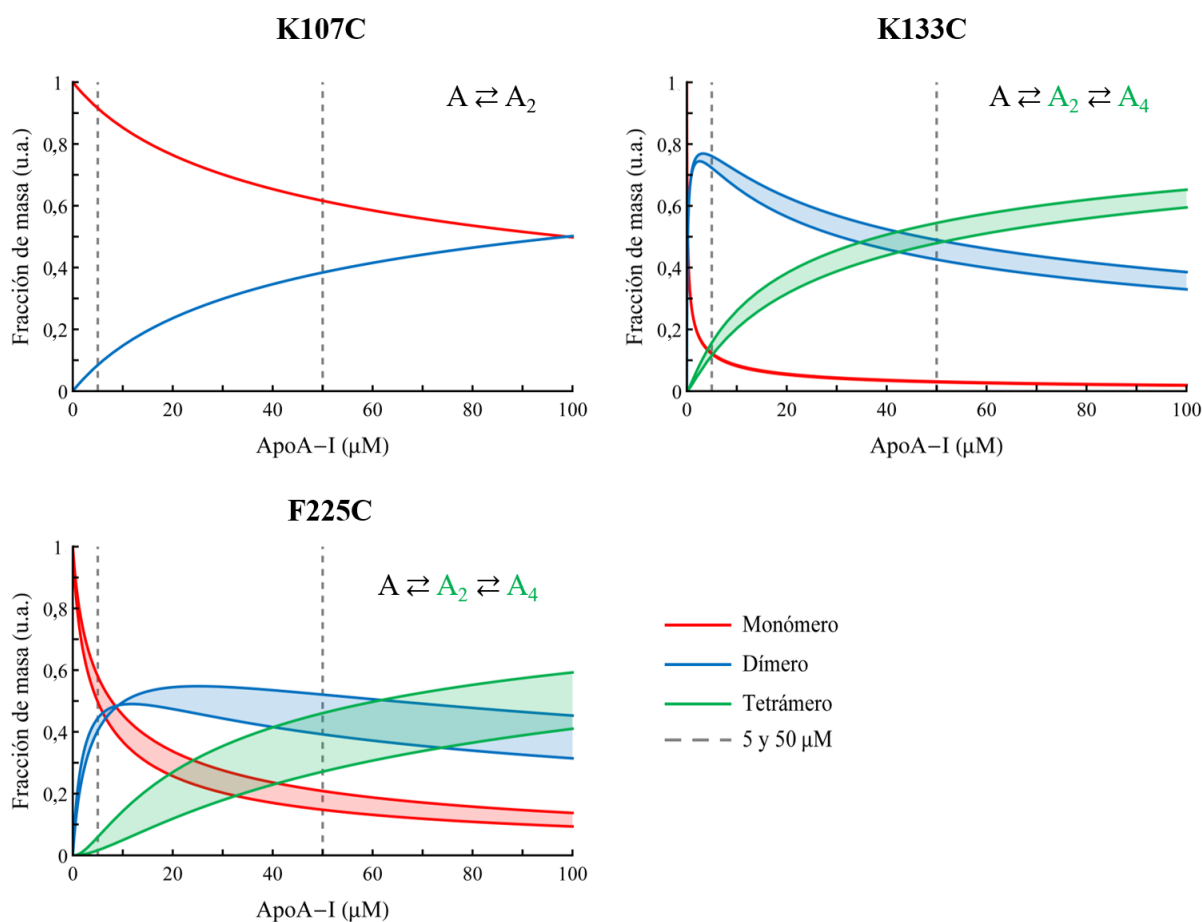 K107C
Fracción de masa (u.a.)
1
0,8
0,6
0,4
0,2
0
A ⇄ A₂
0 20 40 60 80 100
ApoA−I (μM)
K133C
Fracción de masa (u.a.)
1
0,8
0,6
0,4
0,2
0
A ⇄ A₂ ⇄ A₄
0 20 40 60 80 100
ApoA−I (μM)
F225C
Fracción de masa (u.a.)
1
0,8
0,6
0,4
0,2
0
A ⇄ A₂ ⇄ A₄
0 20 40 60 80 100
ApoA−I (μM)
Monómero
Dímero
Tetrámero
5 y 50 μM